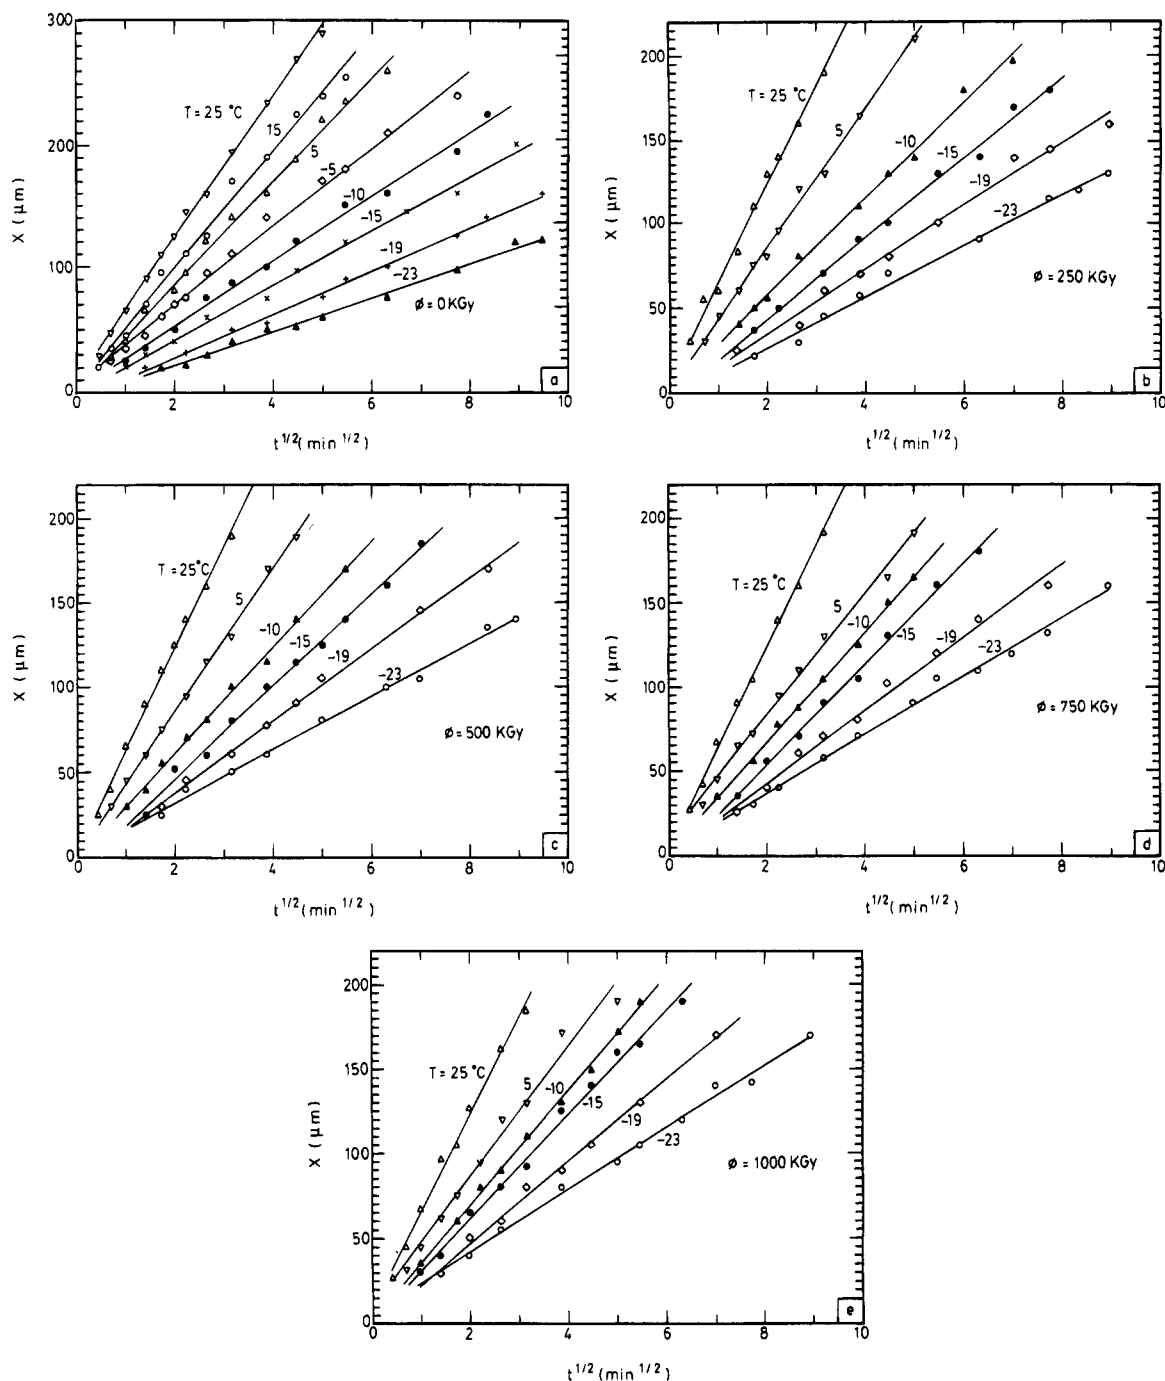 300
200
100
0
X (μm)
T = 25 °C
15
5
-5
-10
-15
-19
-23
ø = 0 KGy
a
0 2 4 6 8 10
t1/2 (min 1/2)
200
150
100
50
0
X (μm)
T = 25 °C
5
-10
-15
-19
-23
ø = 250 KGy
b
0 2 4 6 8 10
t1/2 (min 1/2)
200
150
100
50
0
X (μm)
T = 25 °C
5
-10
-15
-19
-23
ø = 500 KGy
c
0 2 4 6 8 10
t1/2 (min 1/2)
200
150
100
50
0
X (μm)
T = 25 °C
5
-10
-15
-19
-23
ø = 750 KGy
d
0 2 4 6 8 10
t1/2 (min 1/2)
200
150
100
50
0
X (μm)
T = 25 °C
5
-10
-15
-19
-23
ø = 1000 KGy
e
0 2 4 6 8 10
t1/2 (min 1/2)